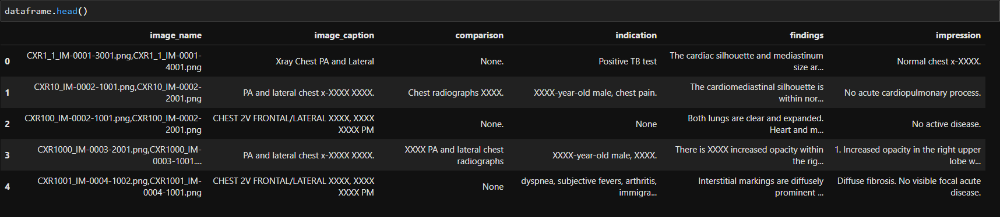 dataframe.head()
image_name image_caption comparison indication findings impression
0 CXR1_1_IM-0001-3001.png,CXR1_1_IM-0001-4001.png Xray Chest PA and Lateral None. Positive TB test The cardiac silhouette and mediastinum size ar... Normal chest x-XXXX.
1 CXR10_IM-0002-1001.png,CXR10_IM-0002-2001.png PA and lateral chest x-XXXX XXXX. Chest radiographs XXXX. XXXX-year-old male, chest pain. The cardiomediastinal silhouette is within nor... No acute cardiopulmonary process.
2 CXR100_IM-0002-1001.png,CXR100_IM-0002-2001.png CHEST 2V FRONTAL/LATERAL XXXX, XXXX XXXX PM None. None Both lungs are clear and expanded. Heart and m... No active disease.
3 CXR1000_IM-0003-2001.png,CXR1000_IM-0003-1001.... PA and lateral chest x-XXXX XXXX. XXXX PA and lateral chest radiographs XXXX-year-old male, XXXX. There is XXXX increased opacity within the rig... 1. Increased opacity in the right upper lobe w...
4 CXR1001_IM-0004-1002.png,CXR1001_IM-0004-1001.png CHEST 2V FRONTAL/LATERAL XXXX, XXXX XXXX PM None dyspnea, subjective fevers, arthritis, immigra... Interstitial markings are diffusely prominent ... Diffuse fibrosis. No visible focal acute disease.